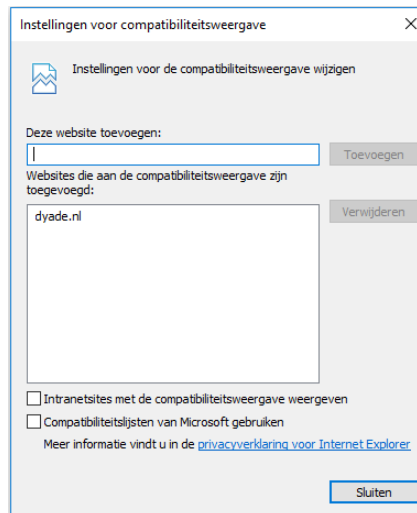 Instellingen voor compatibiliteitsweergave
Instellingen voor de compatibiliteitsweergave wijzigen
Deze website toevoegen:
Toevoegen
Websites die aan de compatibiliteitsweergave zijn
toegevoegd:
dyade.nl
Verwijderen
Intranetsites met de compatibiliteitsweergave weergeven
Compatibiliteitslijsten van Microsoft gebruiken
Meer informatie vindt u in de privacyverklaring voor Internet Explorer
Sluiten